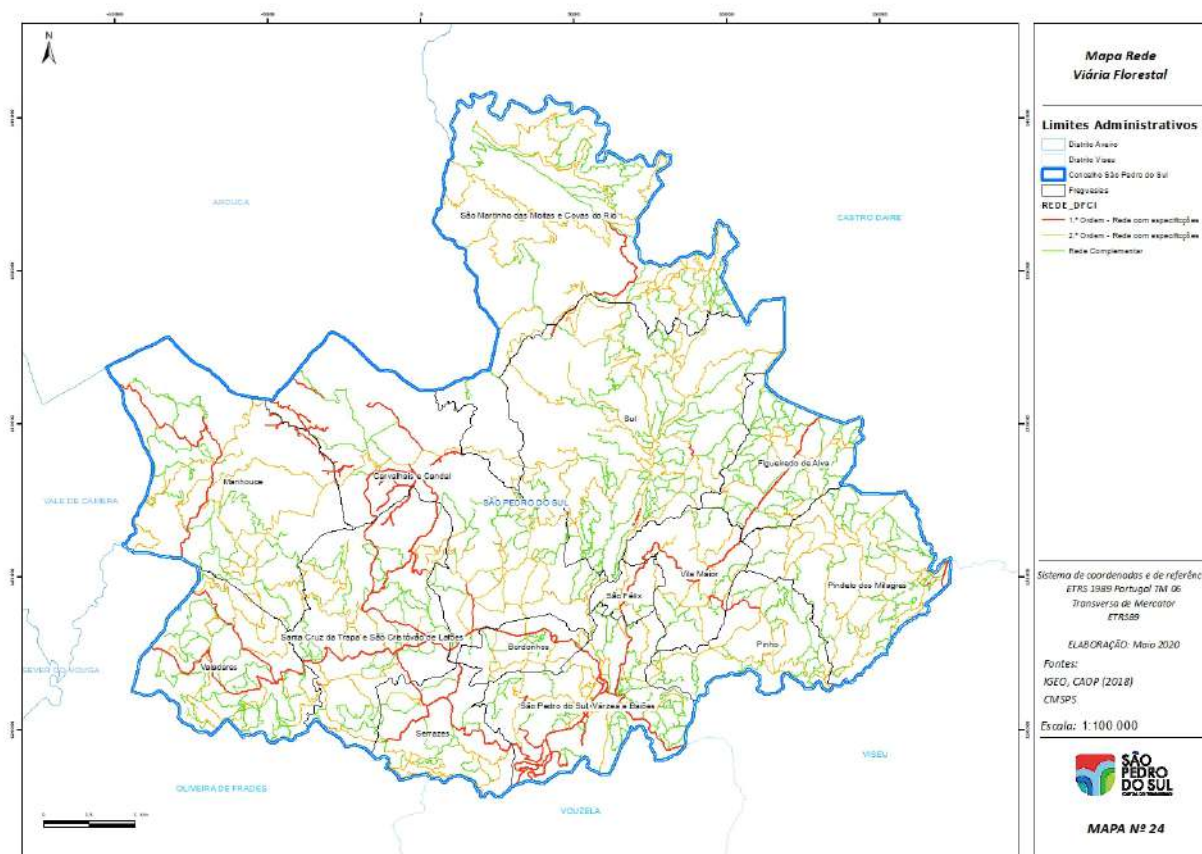 N
Mapa Rede
Viária Florestal
Limites Administrativos
Distrito Aveiro
Distrito Viseu
Concelho São Pedro do Sul
Freguesias
REDE_DFCI
1.ª Ordem - Rede com especificções
2.ª Ordem - Rede com especificções
Rede Complementar
AROUCA
CASTRO DAIRE
São Martinho das Moitas e Covas do Rio
Sul
Figueiredo de Alva
Manhouce
Carvalhais e Candal
VALE DE CAMBRA
SÃO PEDRO DO SUL
Vila Maior
Pindelo dos Milagres
São Félix
Santa Cruz da Trapa e São Cristóvão de Lafões
Bordonhos
Pinho
SEVER DO VOUGA
Valadares
São Pedro do Sul, Várzea e Baiões
Serrazes
VISEU
OLIVEIRA DE FRADES
VOUZELA
Sistema de coordenadas e de referência
ETRS 1989 Portugal TM 06
Transversa de Mercator
ETRS89
ELABORAÇÃO: Maio 2020
Fontes:
IGEO, CAOP (2018)
CMSPS
Escala: 1:100 000
SÃO
PEDRO
DO SUL
MAPA Nº 24